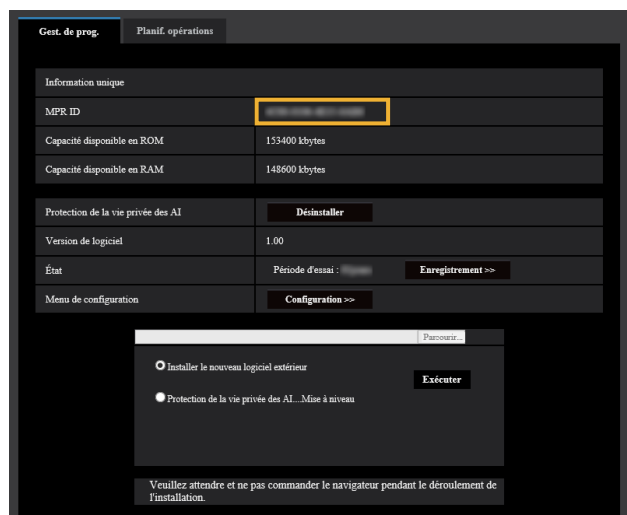 Gest. de prog. Planif. opérations
Information unique
MPR ID
Capacité disponible en ROM 153400 kbytes
Capacité disponible en RAM 148600 kbytes
Protection de la vie privée des AI Désinstaller
Version de logiciel 1.00
État Période d'essai : Enregistrement >>
Menu de configuration Configuration >>
Parcourir...
Installer le nouveau logiciel extérieur
Exécuter
Protection de la vie privée des AI....Mise à niveau
Veuillez attendre et ne pas commander le navigateur pendant le déroulement de
l'installation.